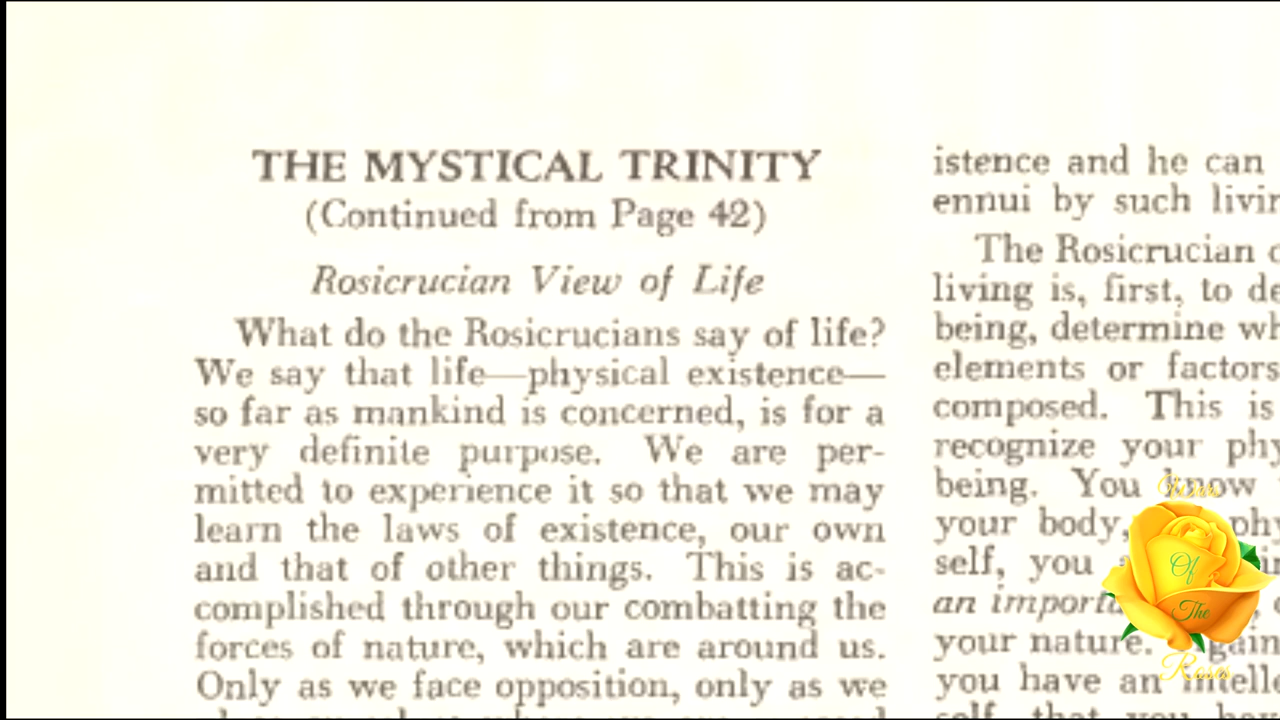 THE MYSTICAL TRINITY
(Continued from Page 42)
Rosicrucian View of Life
What do the Rosicrucians say of life?
We say that life—physical existence—
so far as mankind is concerned, is for a
very definite purpose. We are per-
mitted to experience it so that we may
learn the laws of existence, our own
and that of other things. This is ac-
complished through our combatting the
forces of nature, which are around us.
Only as we face opposition, only as we
istence and he can
ennui by such
The Rosicrucian
living is, first, to
being, determine
elements or factors
composed. This is
recognize your
being. You know
your body,
self, you
an
your nature.
you have an
Of
The
Roses